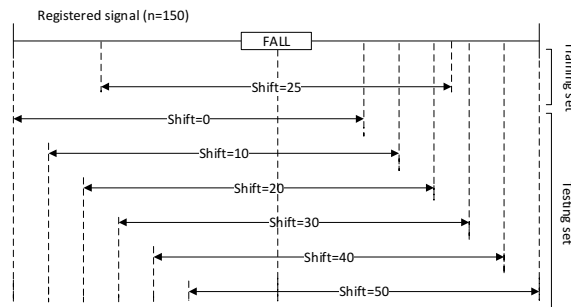 Registered signal (n=150)
FALL
Training set
Shift=25
Shift=0
Shift=10
Shift=20
Shift=30
Shift=40
Shift=50
Testing set